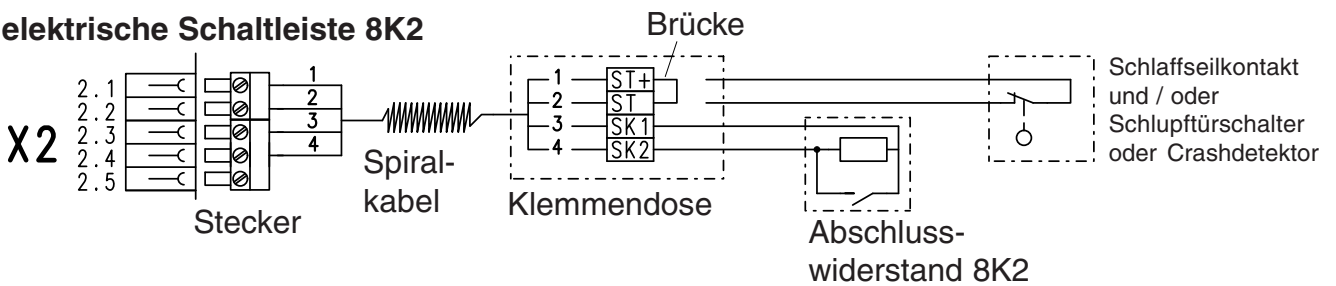 elektrische Schaltleiste 8K2
Brücke
X2
2.1
2.2
2.3
2.4
2.5
1
2
3
4
Stecker
Spiral-
kabel
1 ST+
2 ST
3 SK1
4 SK2
Klemmendose
Abschluss-
widerstand 8K2
Schlaffseilkontakt
und / oder
Schlupftürschalter
oder Crashdetektor